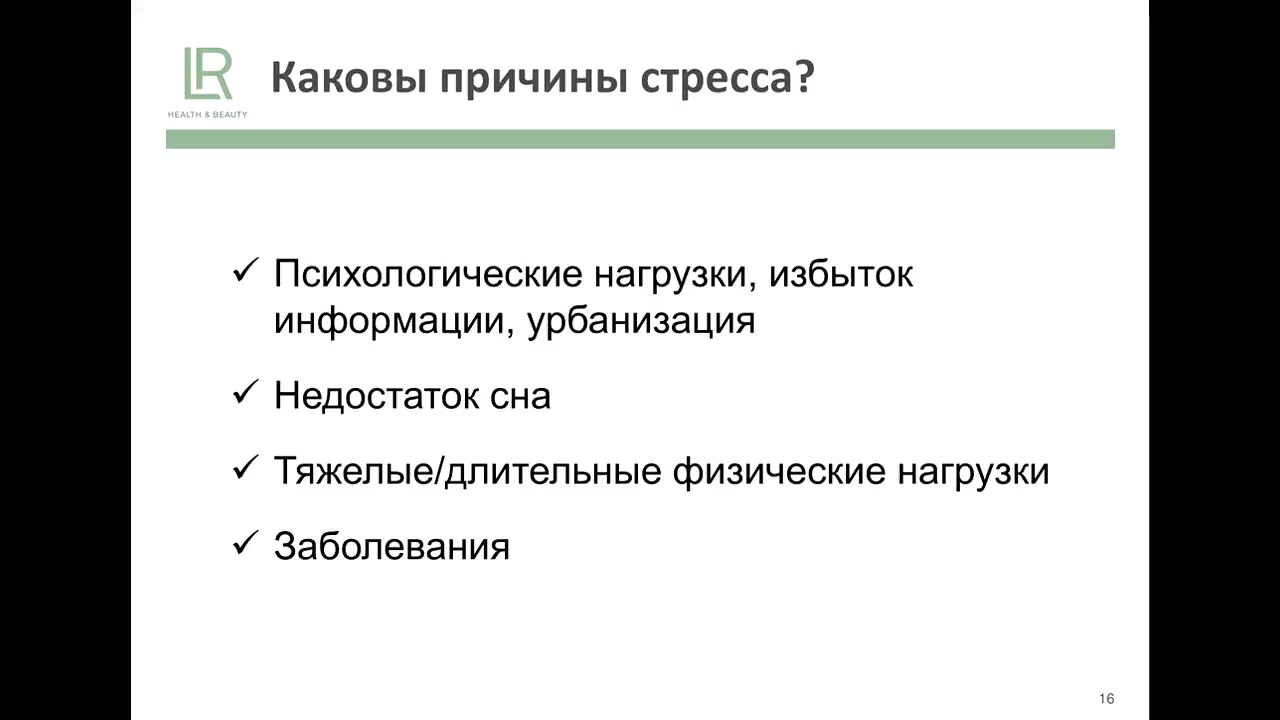 LR
HEALTH & BEAUTY
Каковы причины стресса?
✓ Психологические нагрузки, избыток
информации, урбанизация
✓ Недостаток сна
✓ Тяжелые/длительные физические нагрузки
✓ Заболевания
16